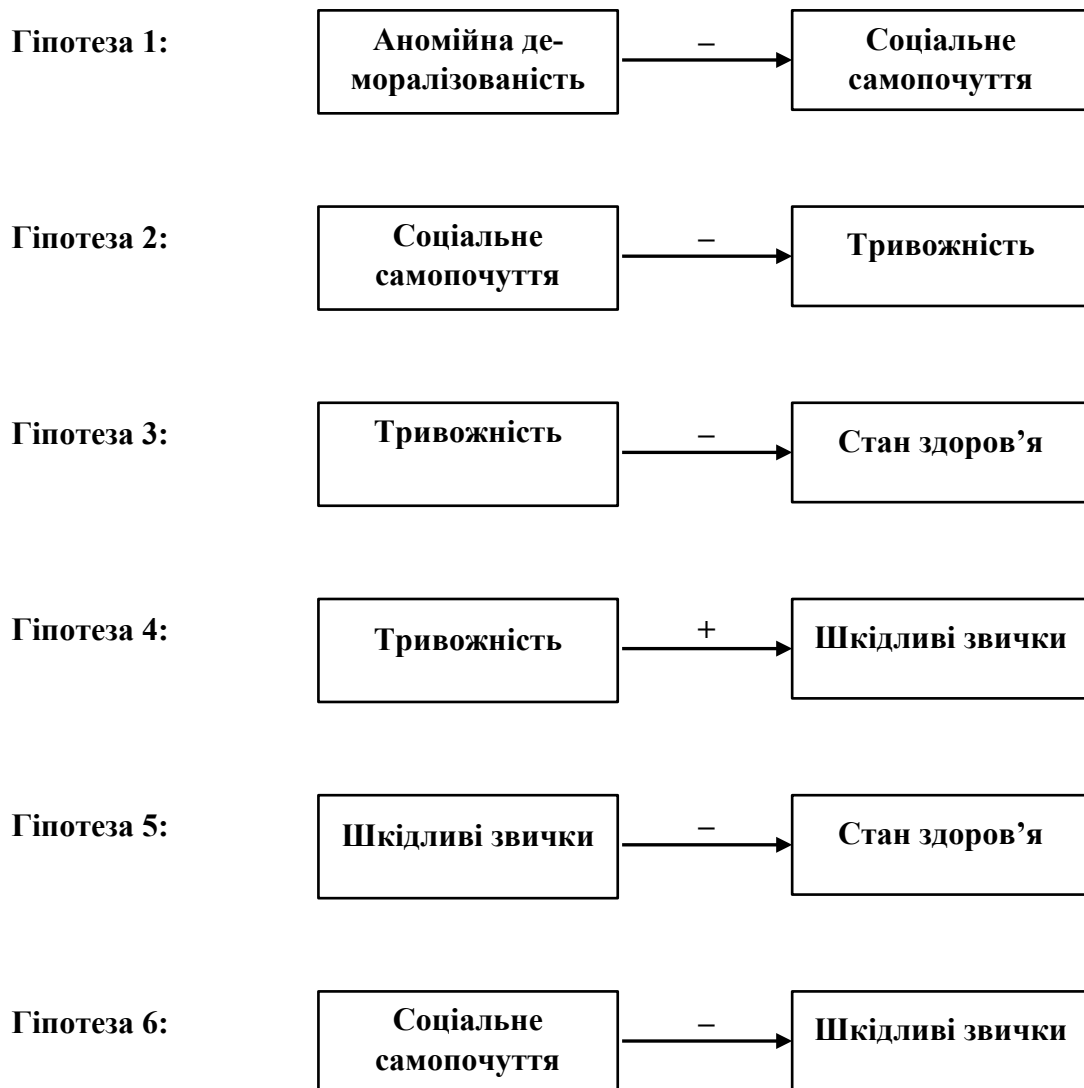 Гіпотеза 1:
Аномійна де-
моралізованість
–
Соціальне
самопочуття
Гіпотеза 2:
Соціальне
самопочуття
–
Тривожність
Гіпотеза 3:
Тривожність
–
Стан здоров’я
Гіпотеза 4:
Тривожність
+
Шкідливі звички
Гіпотеза 5:
Шкідливі звички
–
Стан здоров’я
Гіпотеза 6:
Соціальне
самопочуття
–
Шкідливі звички